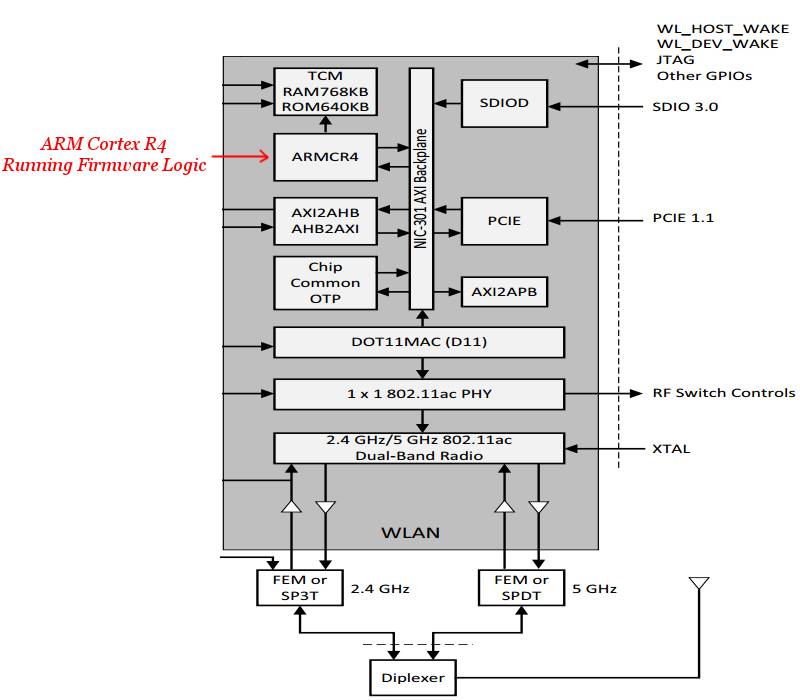 WL_HOST_WAKE
WL_DEV_WAKE
JTAG
Other GPIOs
TCM
RAM768KB
ROM640KB
SDIOD
SDIO 3.0
ARM Cortex R4
Running Firmware Logic
ARMCR4
NIC-301 AXI Backplane
AXI2AHB
AHB2AXI
PCIE
PCIE 1.1
Chip
Common
OTP
AXI2APB
DOT11MAC (D11)
1 x 1 802.11ac PHY
RF Switch Controls
2.4 GHz/5 GHz 802.11ac
Dual-Band Radio
XTAL
WLAN
FEM or
SP3T
2.4 GHz
FEM or
SPDT
5 GHz
Diplexer